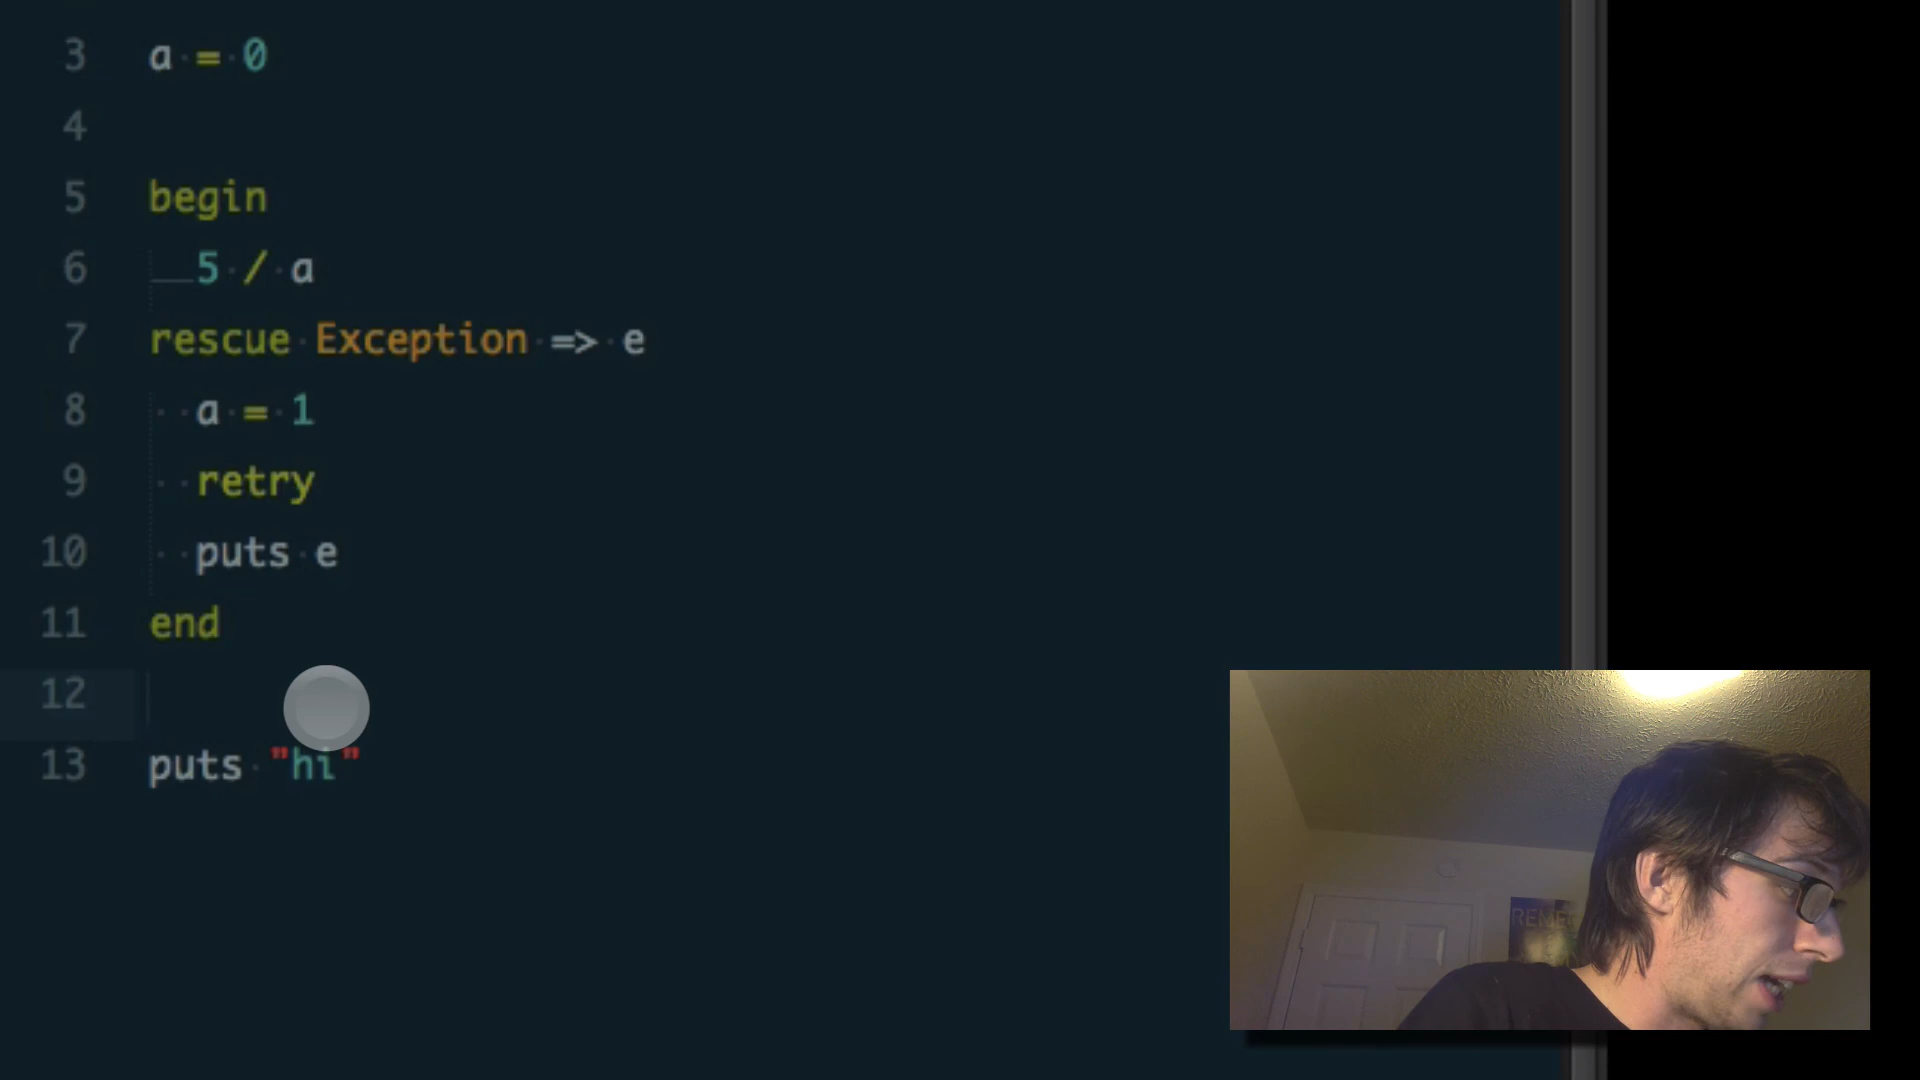 3 a = 0
4
5 begin
6 5 / a
7 rescue Exception => e
8 a = 1
9 retry
10 puts e
11 end
12
13 puts "hi"